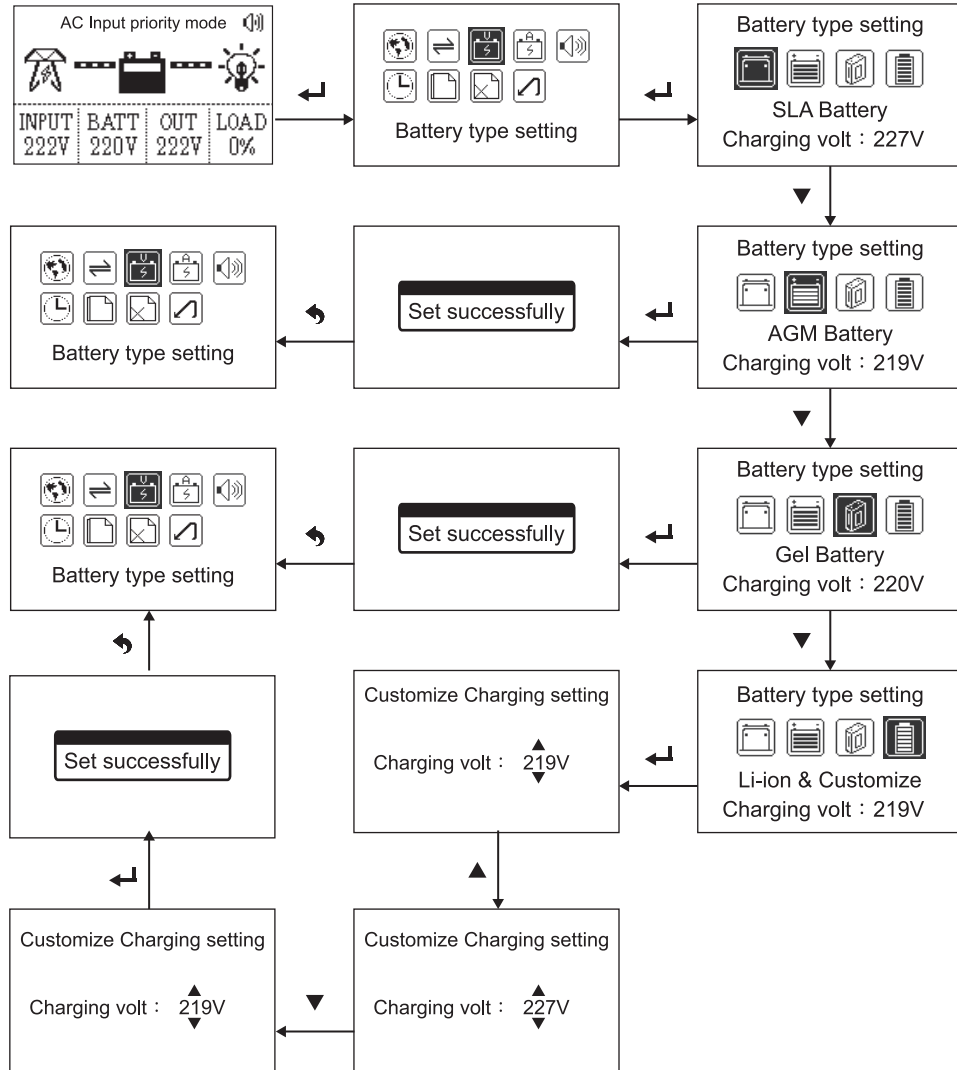 AC Input priority mode
INPUT BATT OUT LOAD
222V 220V 222V 0%
V A
Battery type setting
Battery type setting
SLA Battery
Charging volt：227V
V A
Battery type setting
Set successfully
Battery type setting
AGM Battery
Charging volt：219V
V A
Battery type setting
Set successfully
Battery type setting
Gel Battery
Charging volt：220V
Set successfully
Customize Charging setting
Charging volt： 219V
Battery type setting
Li-ion & Customize
Charging volt：219V
Customize Charging setting
Charging volt： 219V
Customize Charging setting
Charging volt： 227V